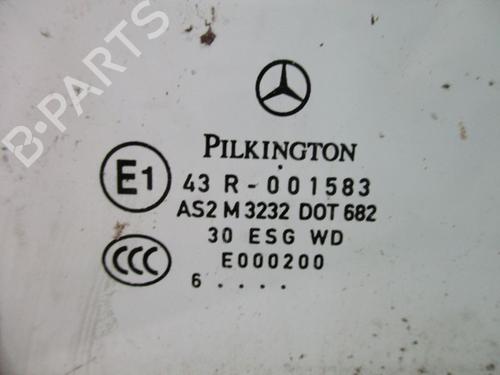 B-PARTS
PILKINGTON
E1
43 R - 001583
AS2 M 3232 DOT 682
30 ESG WD
CCC
E000200
6 . . . .